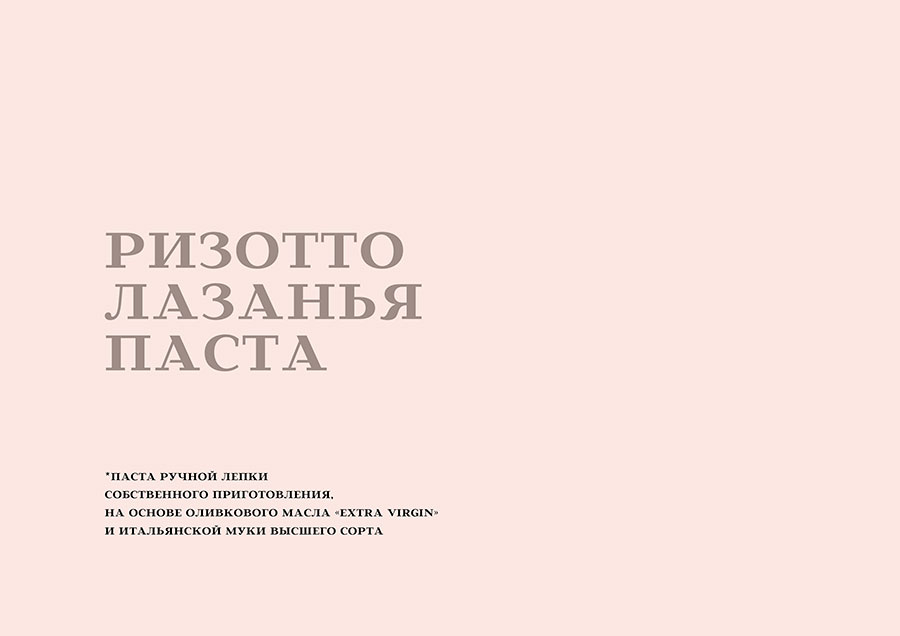 РИЗОТТО
ЛАЗАНЬЯ
ПАСТА
*ПАСТА РУЧНОЙ ЛЕПКИ
СОБСТВЕННОГО ПРИГОТОВЛЕНИЯ,
НА ОСНОВЕ ОЛИВКОВОГО МАСЛА «EXTRA VIRGIN»
И ИТАЛЬЯНСКОЙ МУКИ ВЫСШЕГО СОРТА